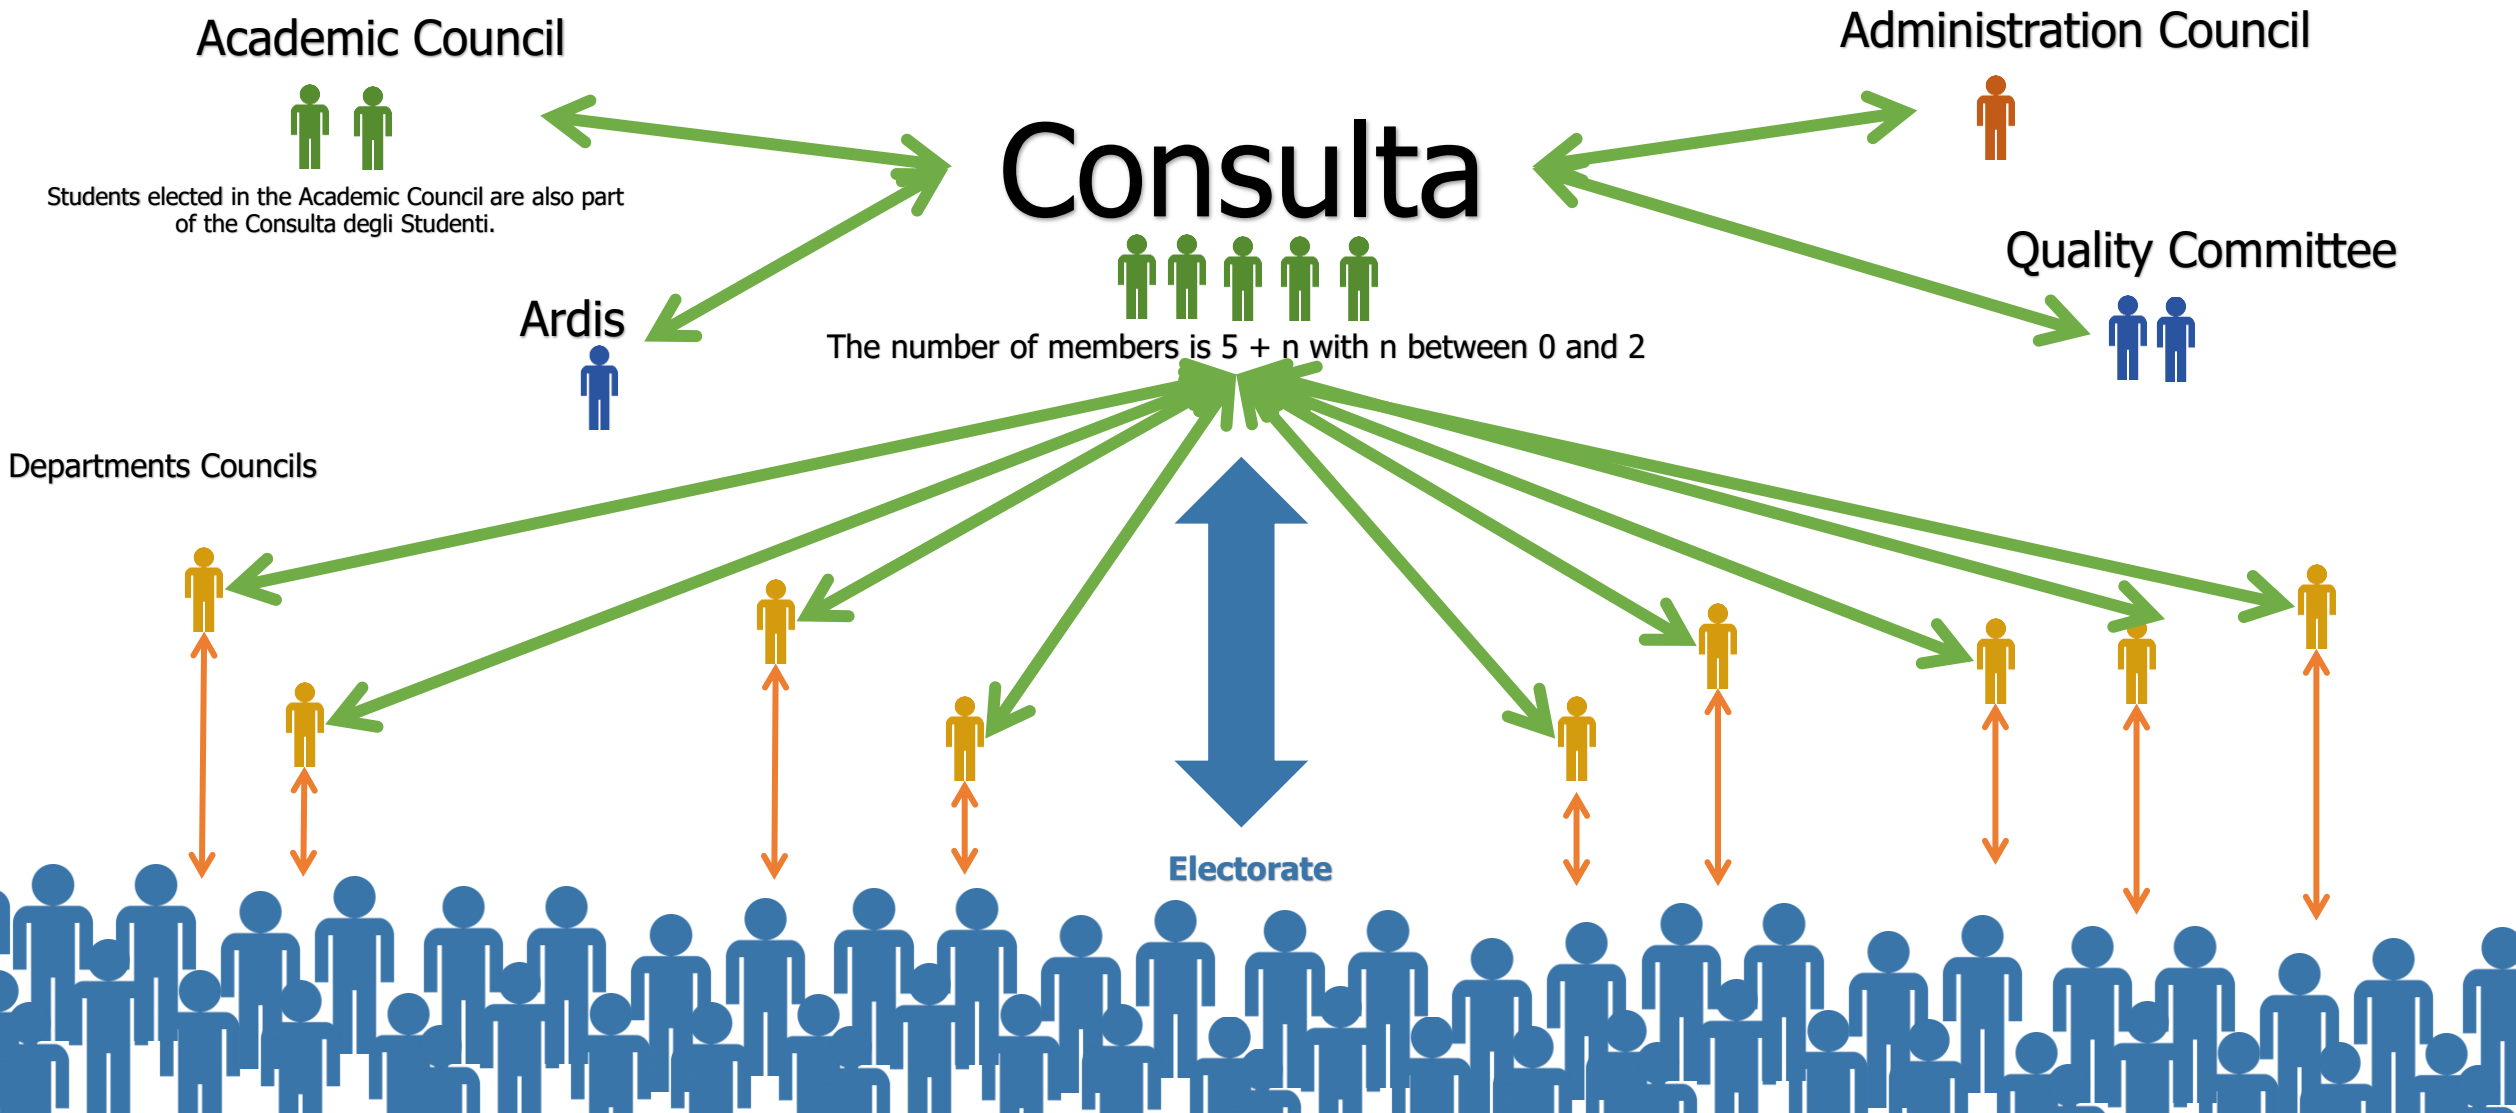 Academic Council
Administration Council
Consulta
Students elected in the Academic Council are also part
of the Consulta degli Studenti.
Quality Committee
Ardis
The number of members is 5 + n with n between 0 and 2
Departments Councils
Electorate